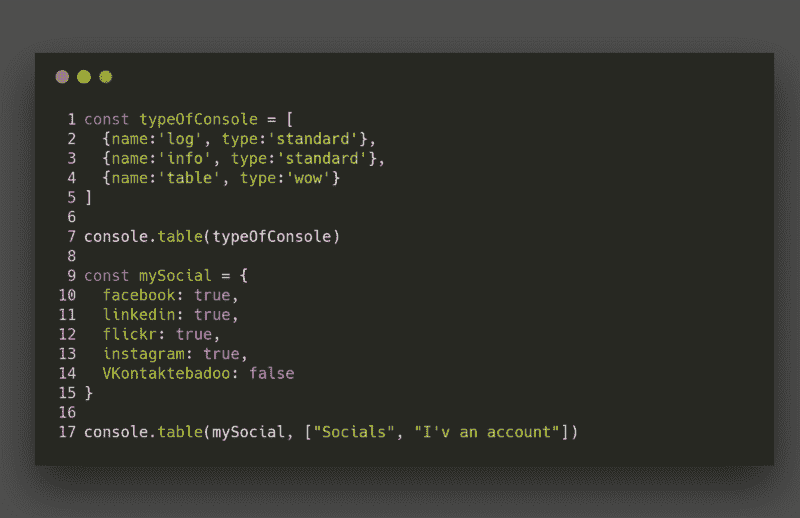 1 const typeOfConsole = [
2   {name:'log', type:'standard'},
3   {name:'info', type:'standard'},
4   {name:'table', type:'wow'}
5 ]
6
7 console.table(typeOfConsole)
8
9 const mySocial = {
10   facebook: true,
11   linkedin: true,
12   flickr: true,
13   instagram: true,
14   VKontaktebadoo: false
15 }
16
17 console.table(mySocial, ["Socials", "I'v an account"])